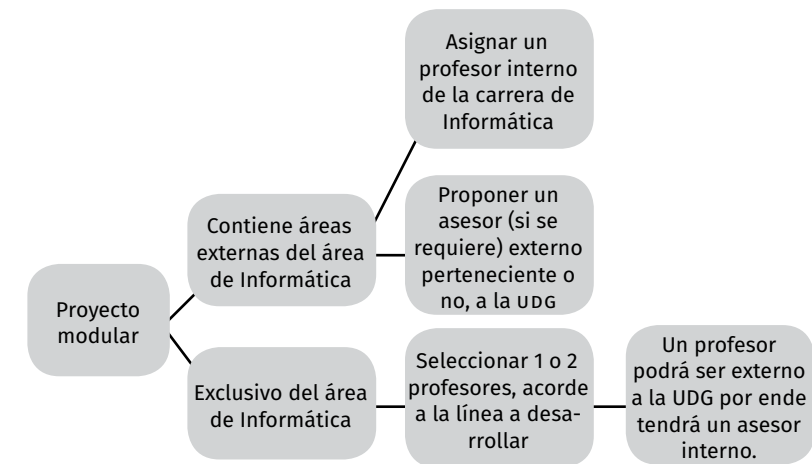 Proyecto
modular
Contiene áreas
externas del área
de Informática
Asignar un
profesor interno
de la carrera de
Informática
Proponer un
asesor (si se
requiere) externo
perteneciente o
no, a la UDG
Exclusivo del área
de Informática
Seleccionar 1 o 2
profesores, acorde
a la línea a desa-
rrollar
Un profesor
podrá ser externo
a la UDG por ende
tendrá un asesor
interno.